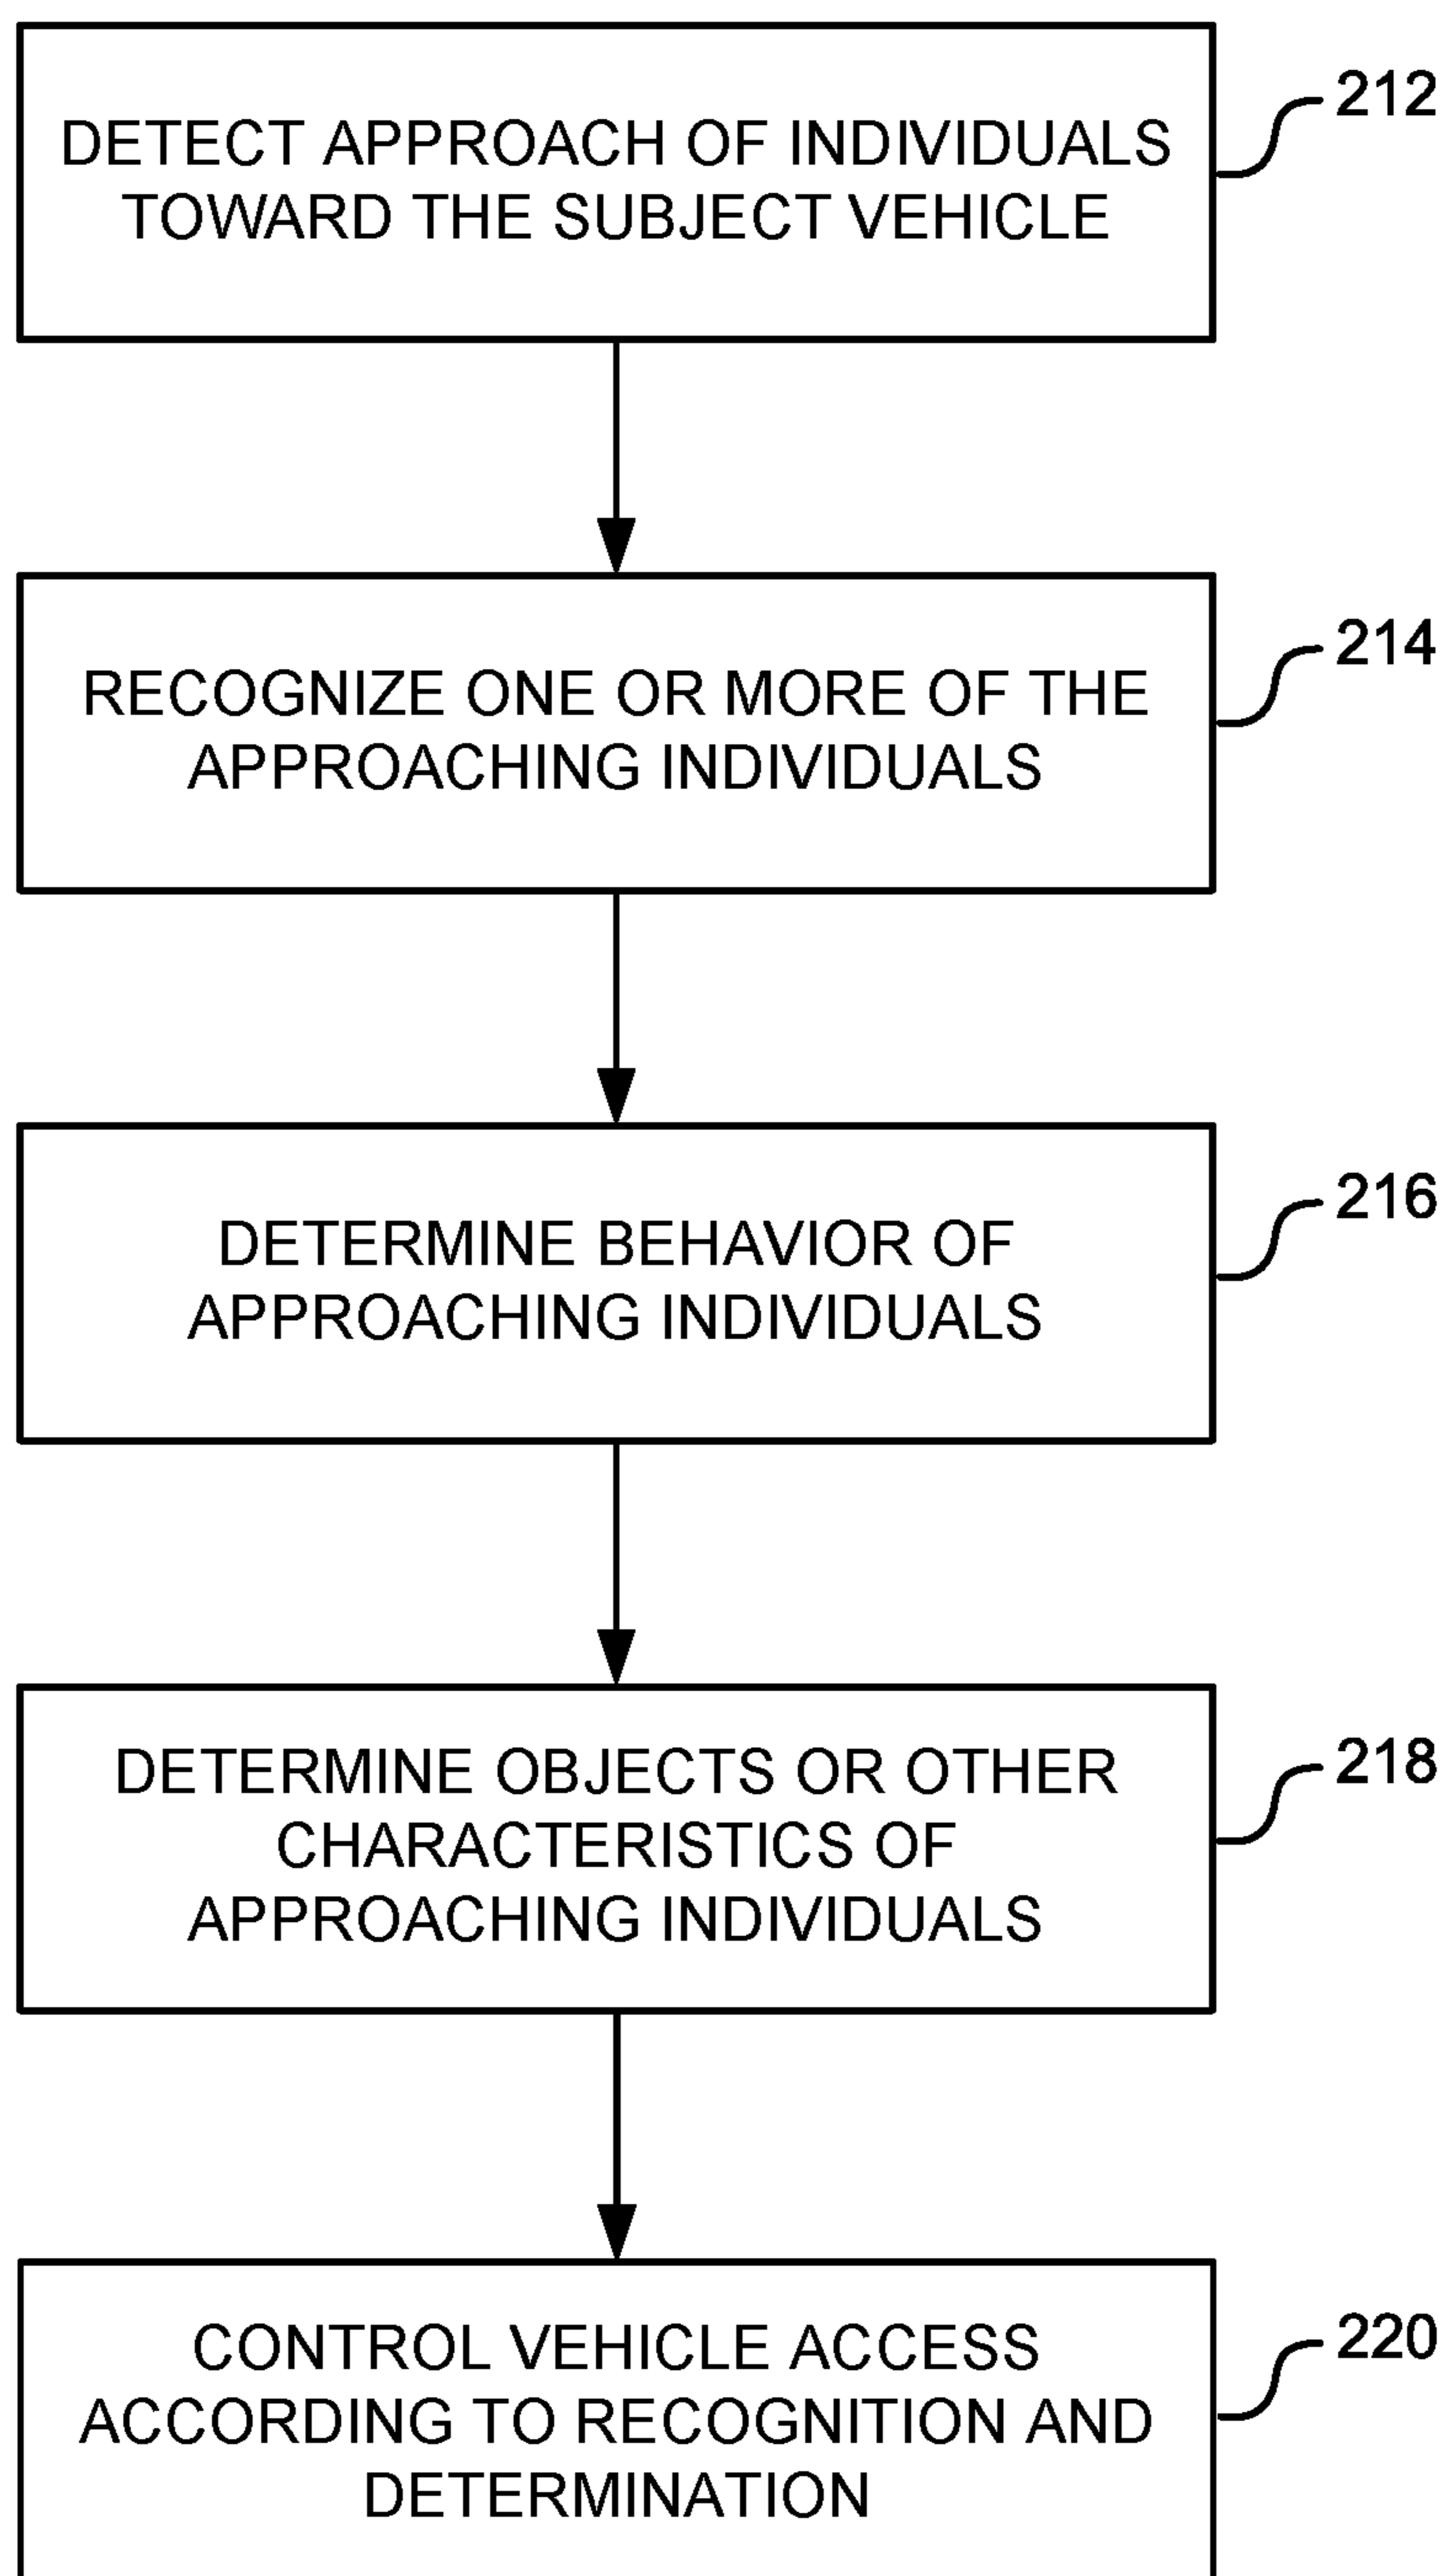 DETECT APPROACH OF INDIVIDUALS
TOWARD THE SUBJECT VEHICLE
212
RECOGNIZE ONE OR MORE OF THE
APPROACHING INDIVIDUALS
214
DETERMINE BEHAVIOR OF
APPROACHING INDIVIDUALS
216
DETERMINE OBJECTS OR OTHER
CHARACTERISTICS OF
APPROACHING INDIVIDUALS
218
CONTROL VEHICLE ACCESS
ACCORDING TO RECOGNITION AND
DETERMINATION
220